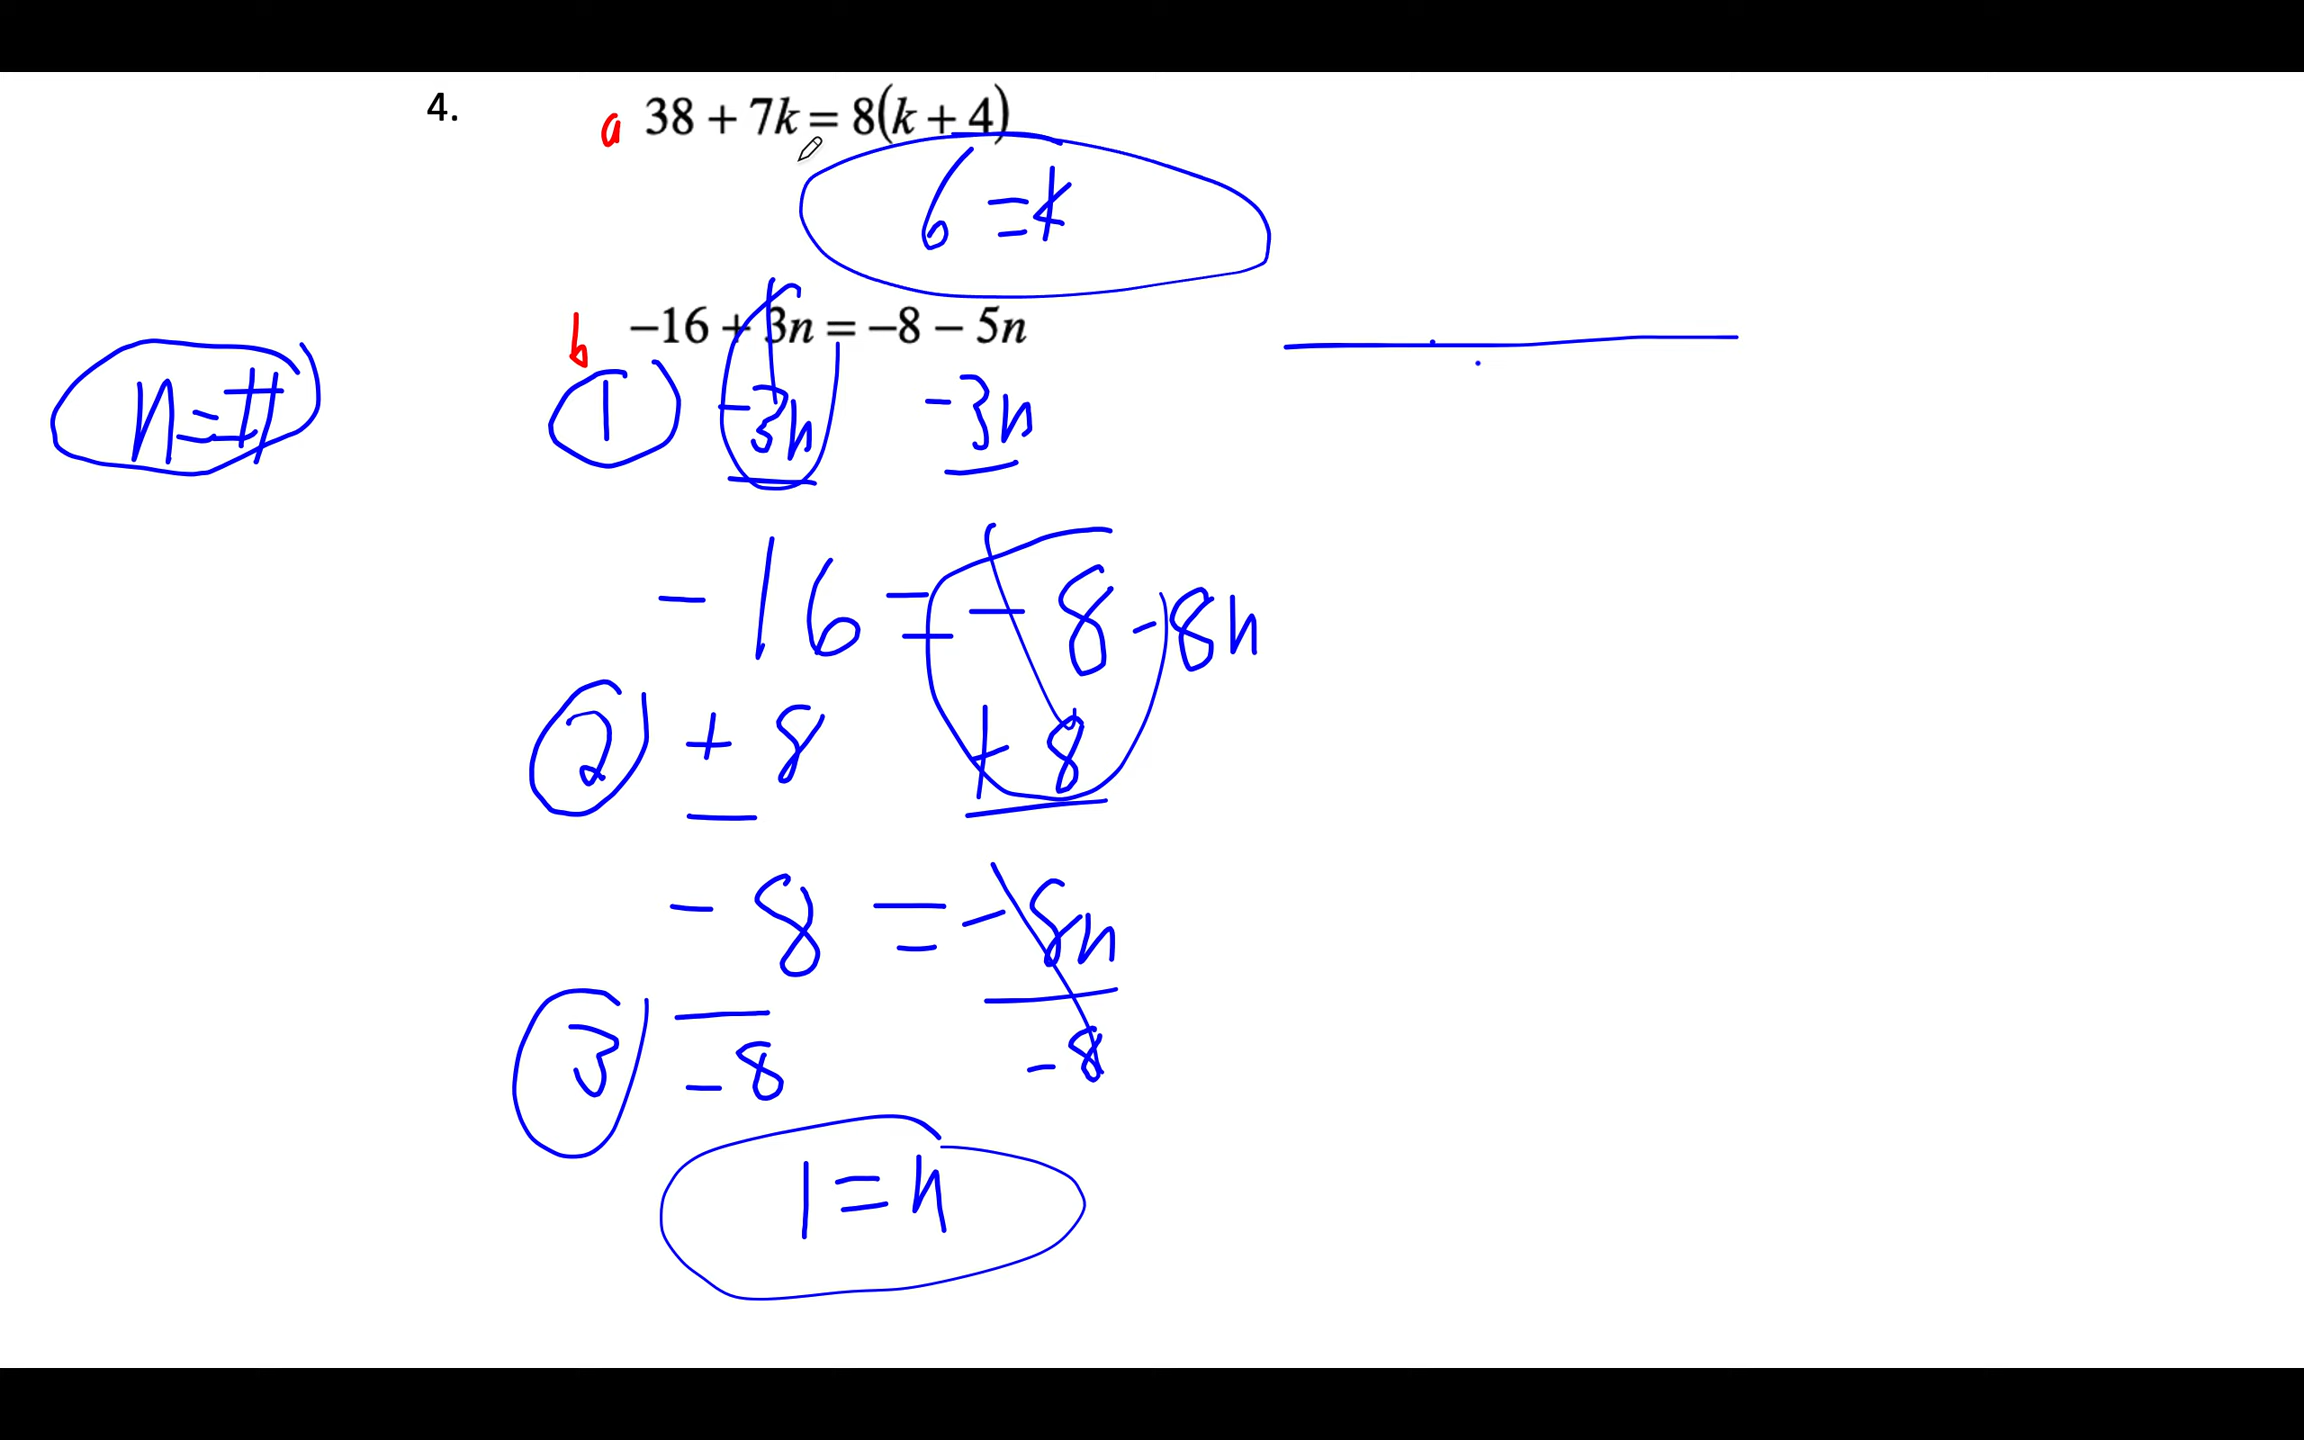 4.
a 38 + 7k = 8(k + 4)
6 = k
b −16 + 3n = −8 − 5n
n = #
1 -3n -3n
-16 = -8 -8n
2 +8 +8
-8 = -8n
3 -8 -8
1 = n